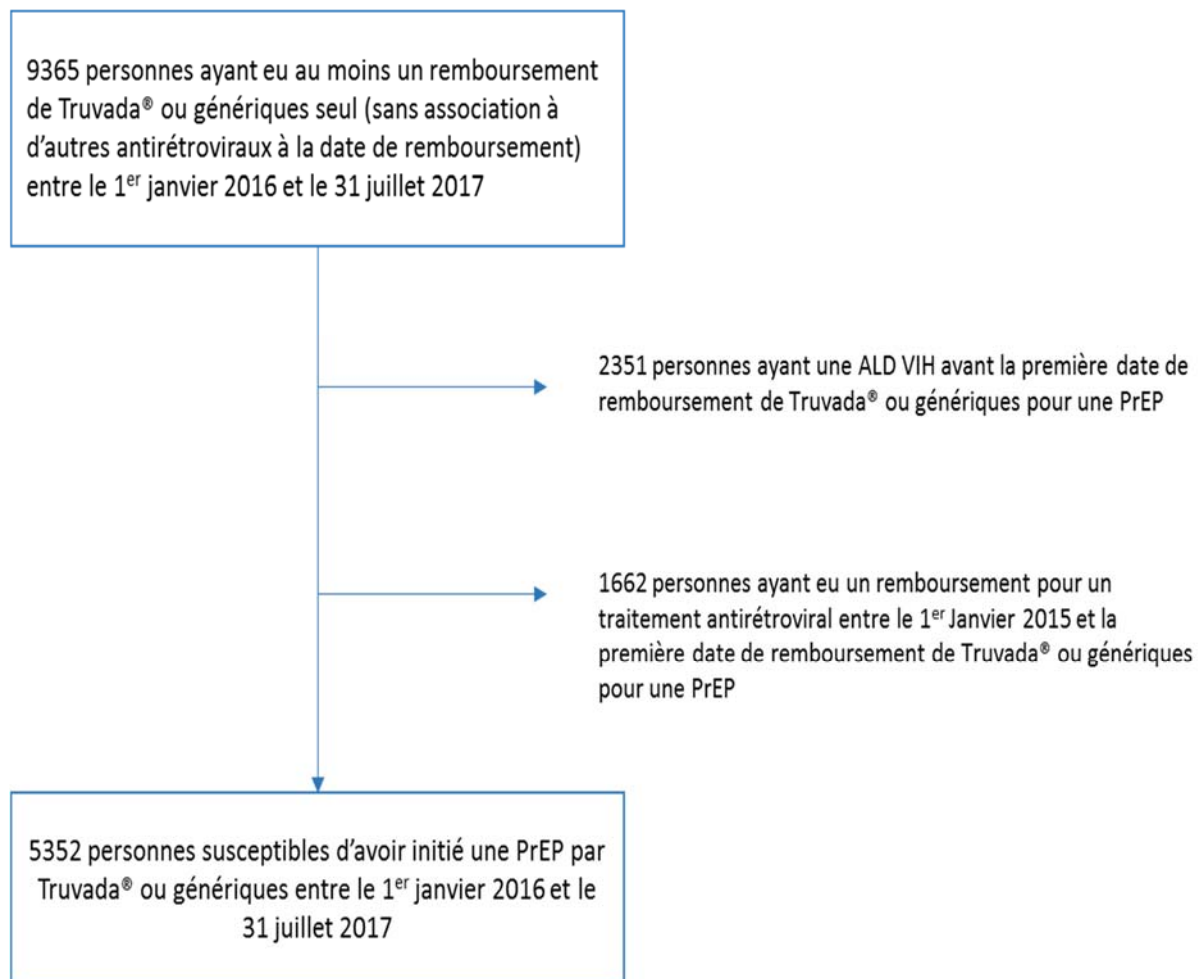 9365 personnes ayant eu au moins un remboursement
de Truvada® ou génériques seul (sans association à
d’autres antirétroviraux à la date de remboursement)
entre le 1er janvier 2016 et le 31 juillet 2017
2351 personnes ayant une ALD VIH avant la première date de
remboursement de Truvada® ou génériques pour une PrEP
1662 personnes ayant eu un remboursement pour un
traitement antirétroviral entre le 1er Janvier 2015 et la
première date de remboursement de Truvada® ou génériques
pour une PrEP
5352 personnes susceptibles d’avoir initié une PrEP par
Truvada® ou génériques entre le 1er janvier 2016 et le
31 juillet 2017